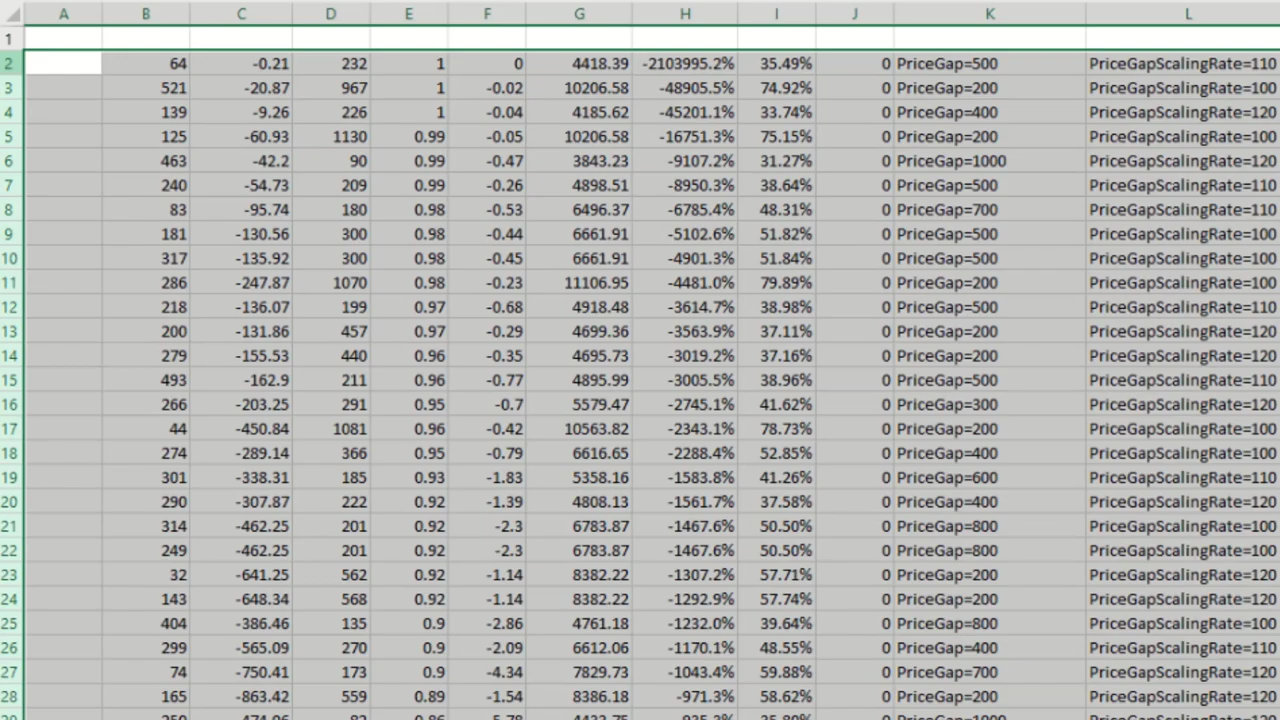 A B C D E F G H I J K L
1
2 64 -0.21 232 1 0 4418.39 -2103995.2% 35.49% 0 PriceGap=500 PriceGapScalingRate=110
3 521 -20.87 967 1 -0.02 10206.58 -48905.5% 74.92% 0 PriceGap=200 PriceGapScalingRate=100
4 139 -9.26 226 1 -0.04 4185.62 -45201.1% 33.74% 0 PriceGap=400 PriceGapScalingRate=120
5 125 -60.93 1130 0.99 -0.05 10206.58 -16751.3% 75.15% 0 PriceGap=200 PriceGapScalingRate=100
6 463 -42.2 90 0.99 -0.47 3843.23 -9107.2% 31.27% 0 PriceGap=1000 PriceGapScalingRate=120
7 240 -54.73 209 0.99 -0.26 4898.51 -8950.3% 38.64% 0 PriceGap=500 PriceGapScalingRate=110
8 83 -95.74 180 0.98 -0.53 6496.37 -6785.4% 48.31% 0 PriceGap=700 PriceGapScalingRate=110
9 181 -130.56 300 0.98 -0.44 6661.91 -5102.6% 51.82% 0 PriceGap=500 PriceGapScalingRate=100
10 317 -135.92 300 0.98 -0.45 6661.91 -4901.3% 51.84% 0 PriceGap=500 PriceGapScalingRate=100
11 286 -247.87 1070 0.98 -0.23 11106.95 -4481.0% 79.89% 0 PriceGap=200 PriceGapScalingRate=100
12 218 -136.07 199 0.97 -0.68 4918.48 -3614.7% 38.98% 0 PriceGap=500 PriceGapScalingRate=110
13 200 -131.86 457 0.97 -0.29 4699.36 -3563.9% 37.11% 0 PriceGap=200 PriceGapScalingRate=120
14 279 -155.53 440 0.96 -0.35 4695.73 -3019.2% 37.16% 0 PriceGap=200 PriceGapScalingRate=120
15 493 -162.9 211 0.96 -0.77 4895.99 -3005.5% 38.96% 0 PriceGap=500 PriceGapScalingRate=110
16 266 -203.25 291 0.95 -0.7 5579.47 -2745.1% 41.62% 0 PriceGap=300 PriceGapScalingRate=120
17 44 -450.84 1081 0.96 -0.42 10563.82 -2343.1% 78.73% 0 PriceGap=200 PriceGapScalingRate=100
18 274 -289.14 366 0.95 -0.79 6616.65 -2288.4% 52.85% 0 PriceGap=400 PriceGapScalingRate=100
19 301 -338.31 185 0.93 -1.83 5358.16 -1583.8% 41.26% 0 PriceGap=600 PriceGapScalingRate=110
20 290 -307.87 222 0.92 -1.39 4808.13 -1561.7% 37.58% 0 PriceGap=400 PriceGapScalingRate=120
21 314 -462.25 201 0.92 -2.3 6783.87 -1467.6% 50.50% 0 PriceGap=800 PriceGapScalingRate=100
22 249 -462.25 201 0.92 -2.3 6783.87 -1467.6% 50.50% 0 PriceGap=800 PriceGapScalingRate=100
23 32 -641.25 562 0.92 -1.14 8382.22 -1307.2% 57.71% 0 PriceGap=200 PriceGapScalingRate=120
24 143 -648.34 568 0.92 -1.14 8382.22 -1292.9% 57.74% 0 PriceGap=200 PriceGapScalingRate=120
25 404 -386.46 135 0.9 -2.86 4761.18 -1232.0% 39.64% 0 PriceGap=800 PriceGapScalingRate=100
26 299 -565.09 270 0.9 -2.09 6612.06 -1170.1% 48.55% 0 PriceGap=400 PriceGapScalingRate=110
27 74 -750.41 173 0.9 -4.34 7829.73 -1043.4% 59.88% 0 PriceGap=700 PriceGapScalingRate=120
28 165 -863.42 559 0.89 -1.54 8386.18 -971.3% 58.62% 0 PriceGap=200 PriceGapScalingRate=120